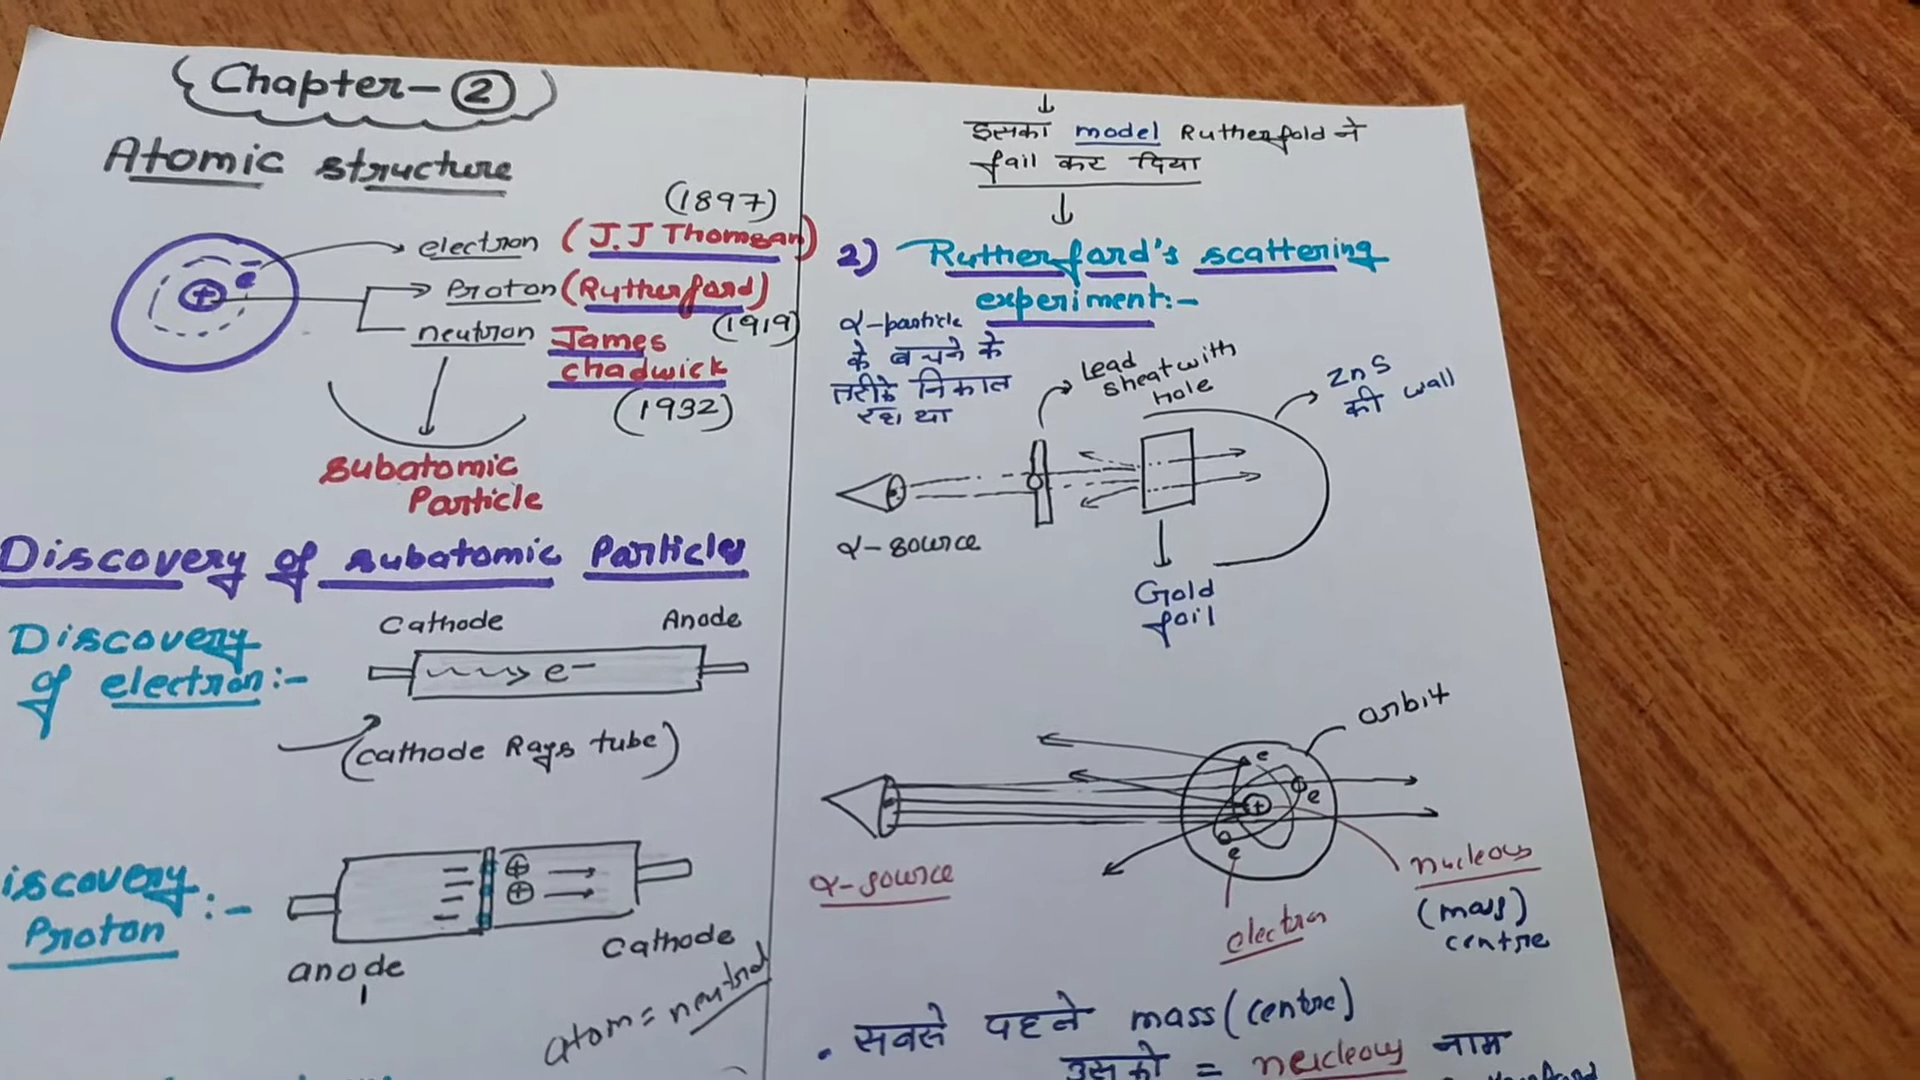 Chapter-②
Atomic structure
(1897)
electron (J.J Thomson)
Proton (Rutherford)
(1919)
neutron James
chadwick
(1932)
subatomic
Particle
Discovery of subatomic Particles
Discovery
of electron:-
Cathode Anode
e-
(cathode Rays tube)
iscovery
Proton :-
+
+
Cathode
anode
atom = neutral
इसका model Rutherfold ने
fail कर दिया
2) Rutherford's scattering
experiment:-
α-particle
के बचने के
तरीके निकाल
रहा था
Lead
sheat with
hole
ZnS
की wall
α-source
Gold
foil
orbit
e
e
+
e
α-source
nucleous
(mass)
centre
electron
• सबसे पहले mass (centre)
उसको = neucleous नाम